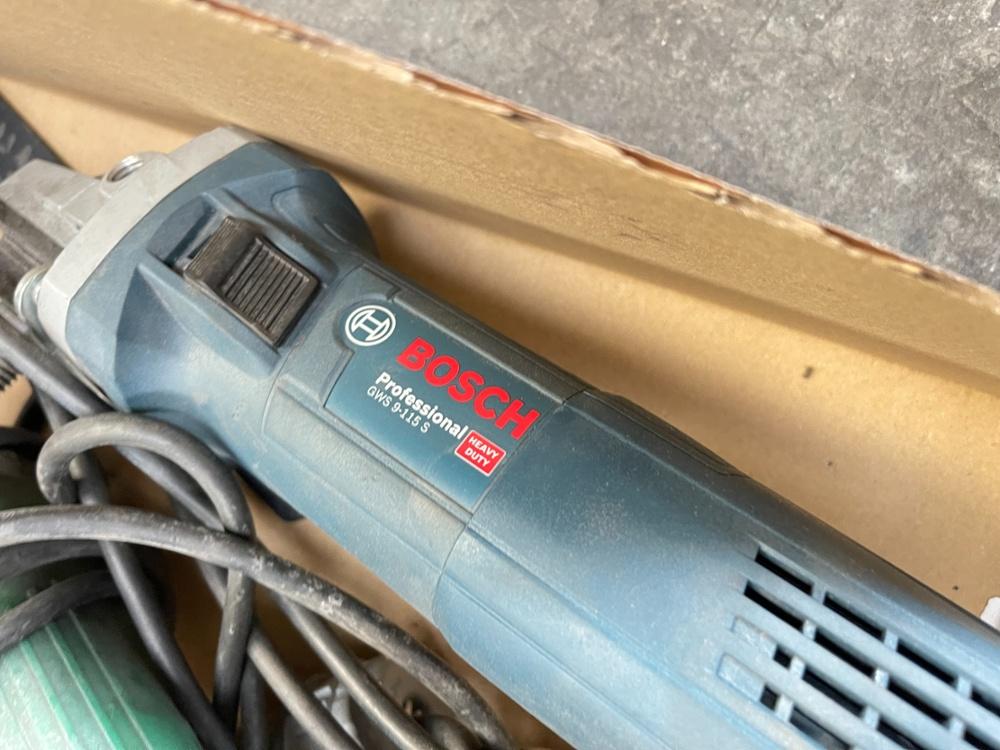 BOSCH
Professional
GWS 9-115 S
HEAVY
DUTY